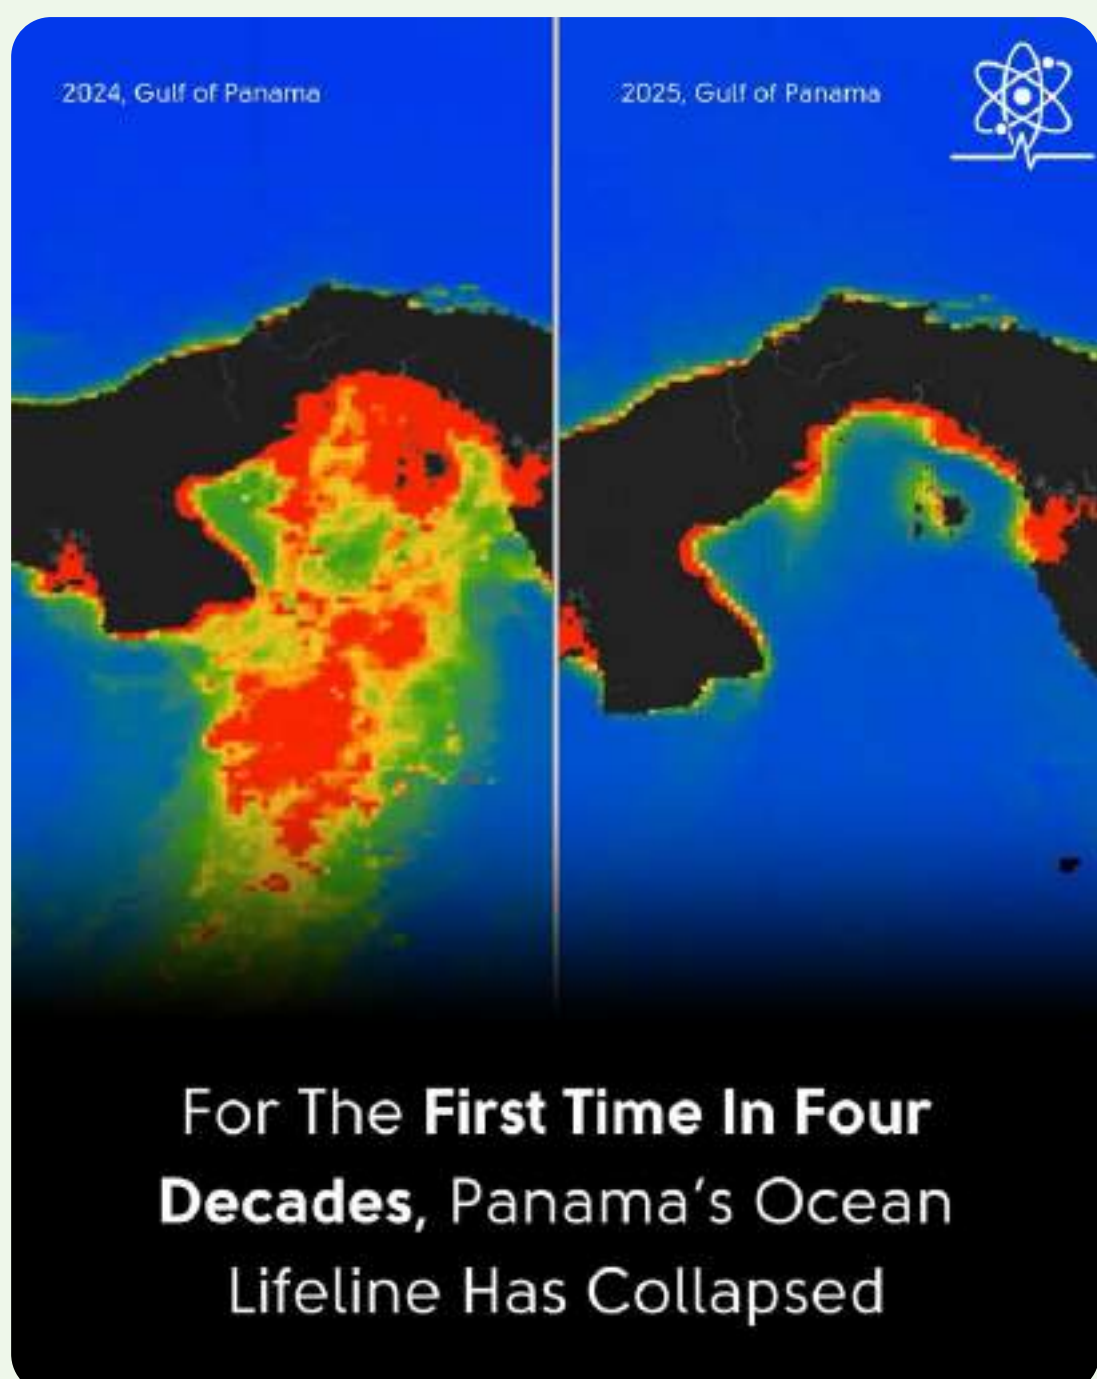 2024, Gulf of Panama
2025, Gulf of Panama
For The First Time In Four
Decades, Panama’s Ocean
Lifeline Has Collapsed